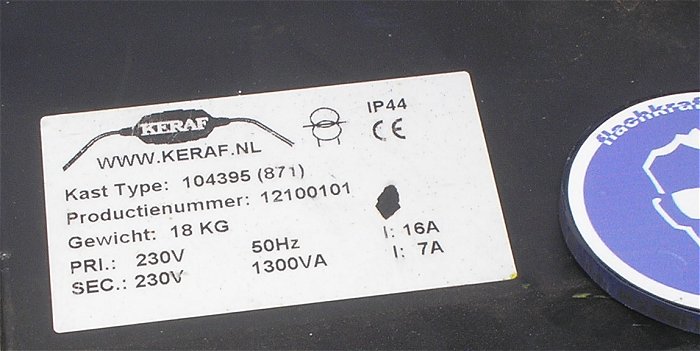 KERAF
IP44
CE
WWW.KERAF.NL
Kast Type: 104395 (871)
Productienummer: 12100101
Gewicht: 18 KG
PRI.: 230V 50Hz I: 16A
SEC.: 230V 1300VA I: 7A